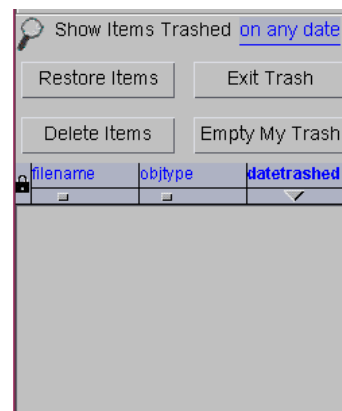 Show Items Trashed on any date
Restore Items Exit Trash
Delete Items Empty My Trash
filename objtype datetrashed